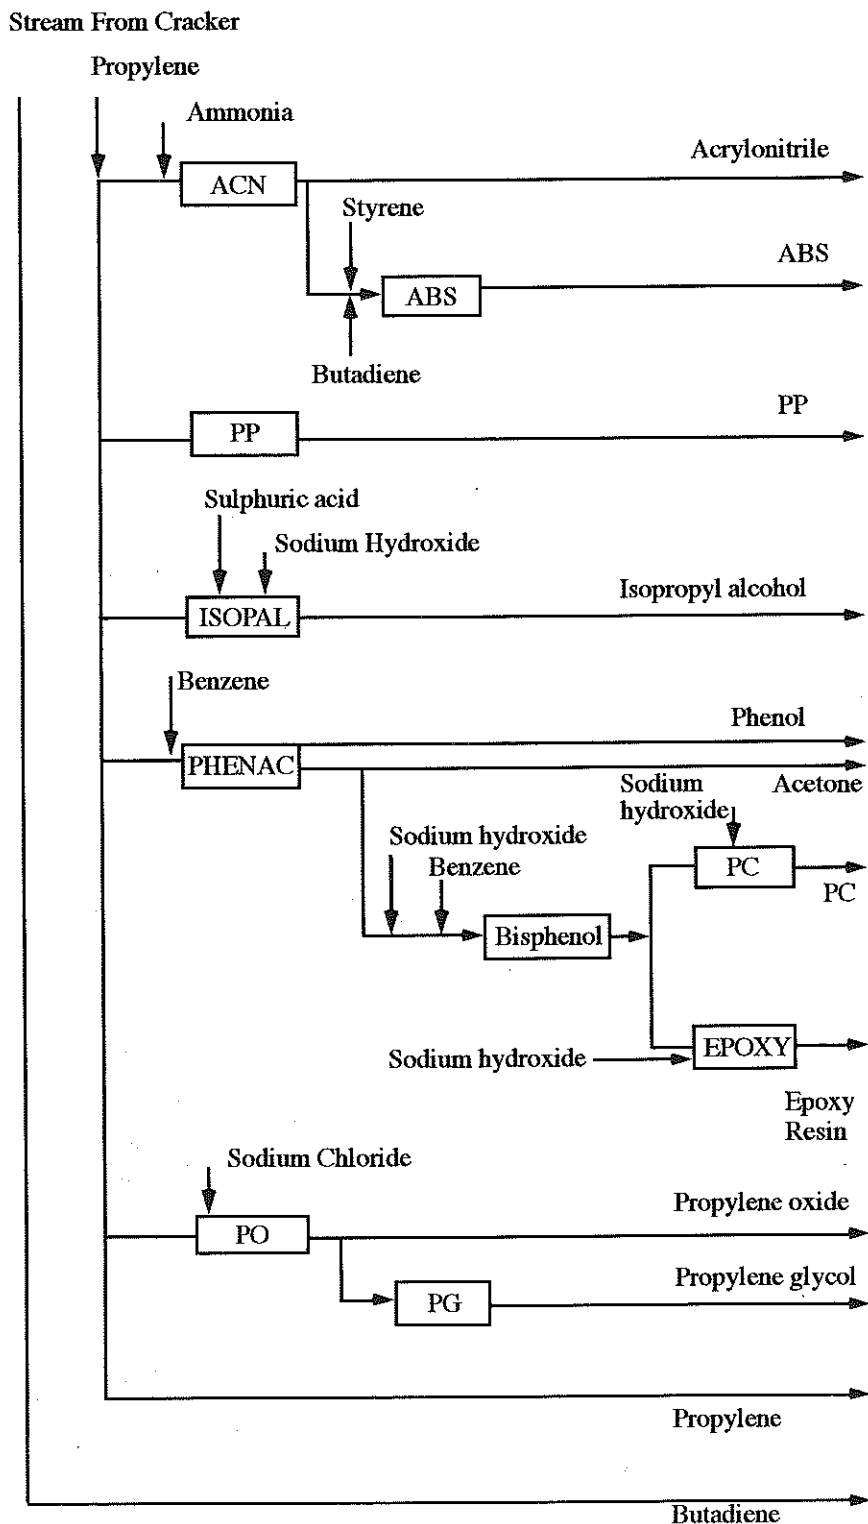 Stream From Cracker
Propylene
Ammonia
Acrylonitrile
ACN
Styrene
ABS
ABS
Butadiene
PP
PP
Sulphuric acid
Sodium Hydroxide
Isopropyl alcohol
ISOPAL
Benzene
Phenol
PHENAC
Acetone
Sodium
hydroxide
Sodium hydroxide
Benzene
PC
PC
Bisphenol
EPOXY
Sodium hydroxide
Epoxy
Resin
Sodium Chloride
Propylene oxide
PO
Propylene glycol
PG
Propylene
Butadiene